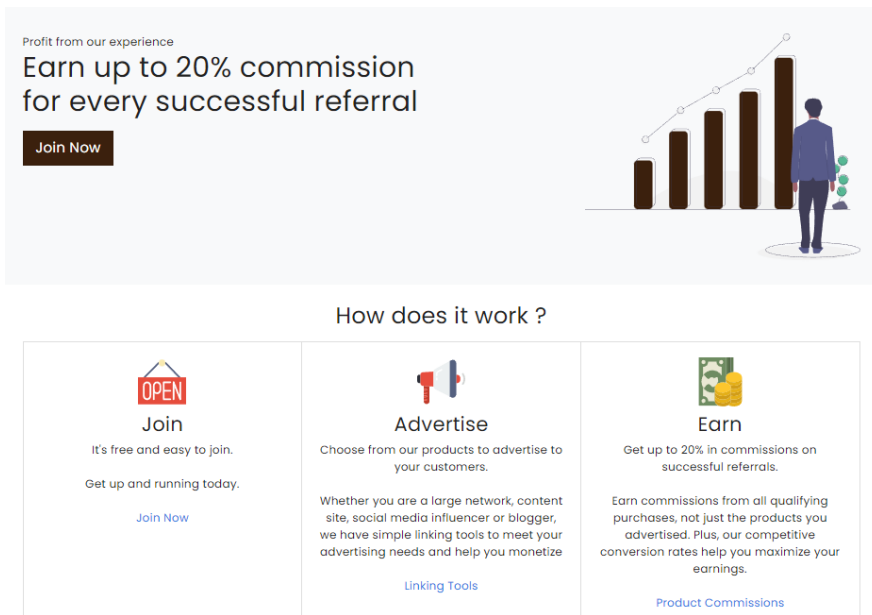 Profit from our experience
Earn up to 20% commission
for every successful referral
Join Now
How does it work ?
OPEN
Join
It's free and easy to join.
Get up and running today.
Join Now
Advertise
Choose from our products to advertise to
your customers.
Whether you are a large network, content
site, social media influencer or blogger,
we have simple linking tools to meet your
advertising needs and help you monetize
Linking Tools
Earn
Get up to 20% in commissions on
successful referrals.
Earn commissions from all qualifying
purchases, not just the products you
advertised. Plus, our competitive
conversion rates help you maximize your
earnings.
Product Commissions